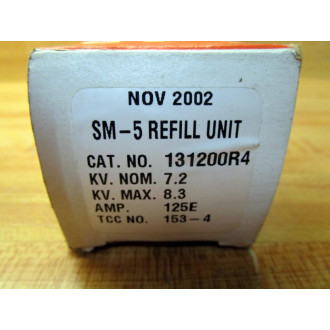 NOV 2002
SM-5 REFILL UNIT
CAT. NO. 131200R4
KV. NOM. 7.2
KV. MAX. 8.3
AMP. 125E
TCC NO. 153-4